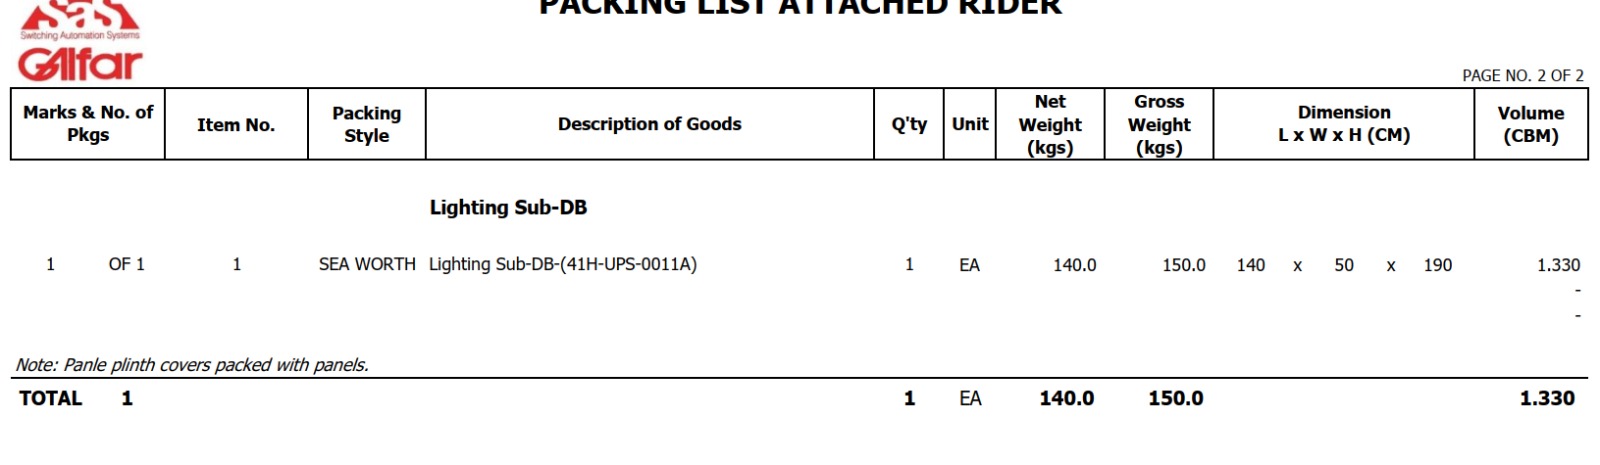 PACKING LIST ATTACHED RIDER
sas
Switching Automation Systems
Galfar
PAGE NO. 2 OF 2
Marks & No. of Pkgs Item No. Packing Style Description of Goods Q'ty Unit Net Weight (kgs) Gross Weight (kgs) Dimension L x W x H (CM) Volume (CBM)
Lighting Sub-DB
1 OF 1 1 SEA WORTH Lighting Sub-DB-(41H-UPS-0011A) 1 EA 140.0 150.0 140 x 50 x 190 1.330
-
-
Note: Panle plinth covers packed with panels.
TOTAL 1 1 EA 140.0 150.0 1.330